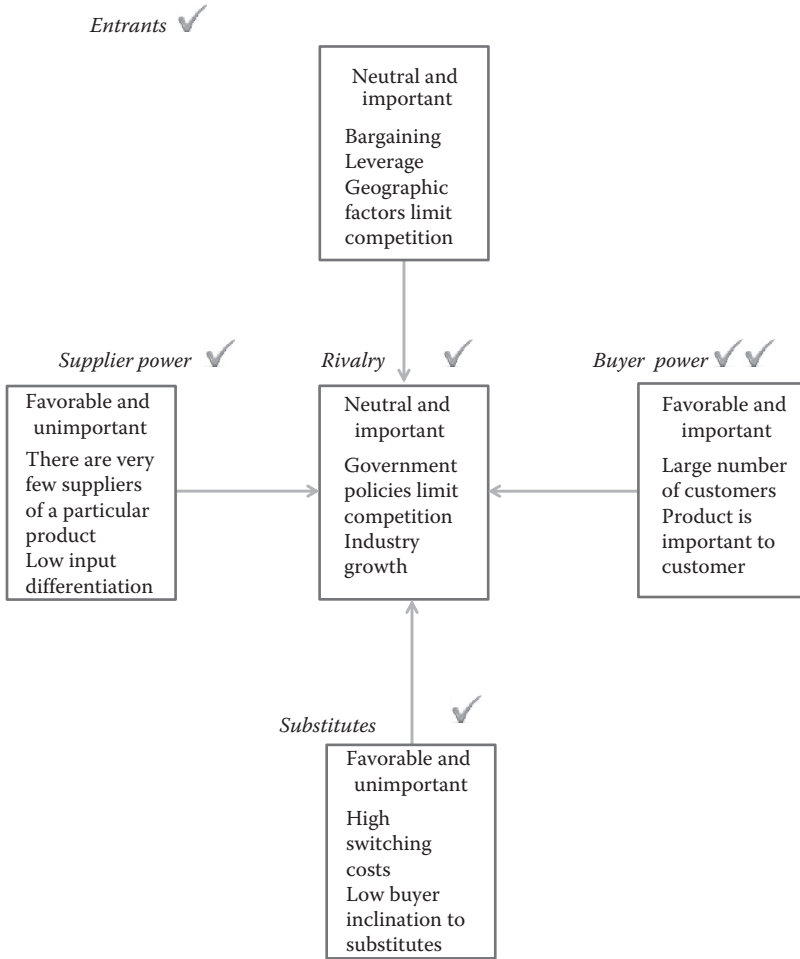 Entrants
Neutral and
important
Bargaining
Leverage
Geographic
factors limit
competition
Supplier power
Favorable and
unimportant
There are very
few suppliers
of a particular
product
Low input
differentiation
Rivalry
Neutral and
important
Government
policies limit
competition
Industry
growth
Buyer power
Favorable and
important
Large number
of customers
Product is
important to
customer
Substitutes
Favorable and
unimportant
High
switching
costs
Low buyer
inclination to
substitutes